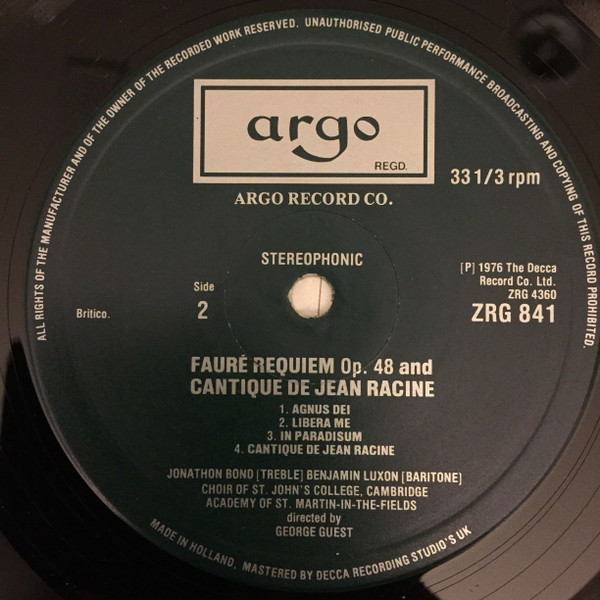 ALL RIGHTS OF THE MANUFACTURER AND OF THE OWNER OF THE RECORDED WORK RESERVED. UNAUTHORISED PUBLIC PERFORMANCE BROADCASTING AND COPYING OF THIS RECORD PROHIBITED.
argo
REGD.
33 1/3 rpm
ARGO RECORD CO.
STEREOPHONIC
[P] 1976 The Decca
Record Co. Ltd.
ZRG 4360
ZRG 841
Side
2
Britico.
FAURÉ REQUIEM Op. 48 and
CANTIQUE DE JEAN RACINE
1. AGNUS DEI
2. LIBERA ME
3. IN PARADISUM
4. CANTIQUE DE JEAN RACINE
JONATHON BOND [TREBLE] BENJAMIN LUXON [BARITONE]
CHOIR OF ST. JOHN'S COLLEGE, CAMBRIDGE
ACADEMY OF ST. MARTIN-IN-THE-FIELDS
directed by
GEORGE GUEST
MADE IN HOLLAND, MASTERED BY DECCA RECORDING STUDIO'S UK